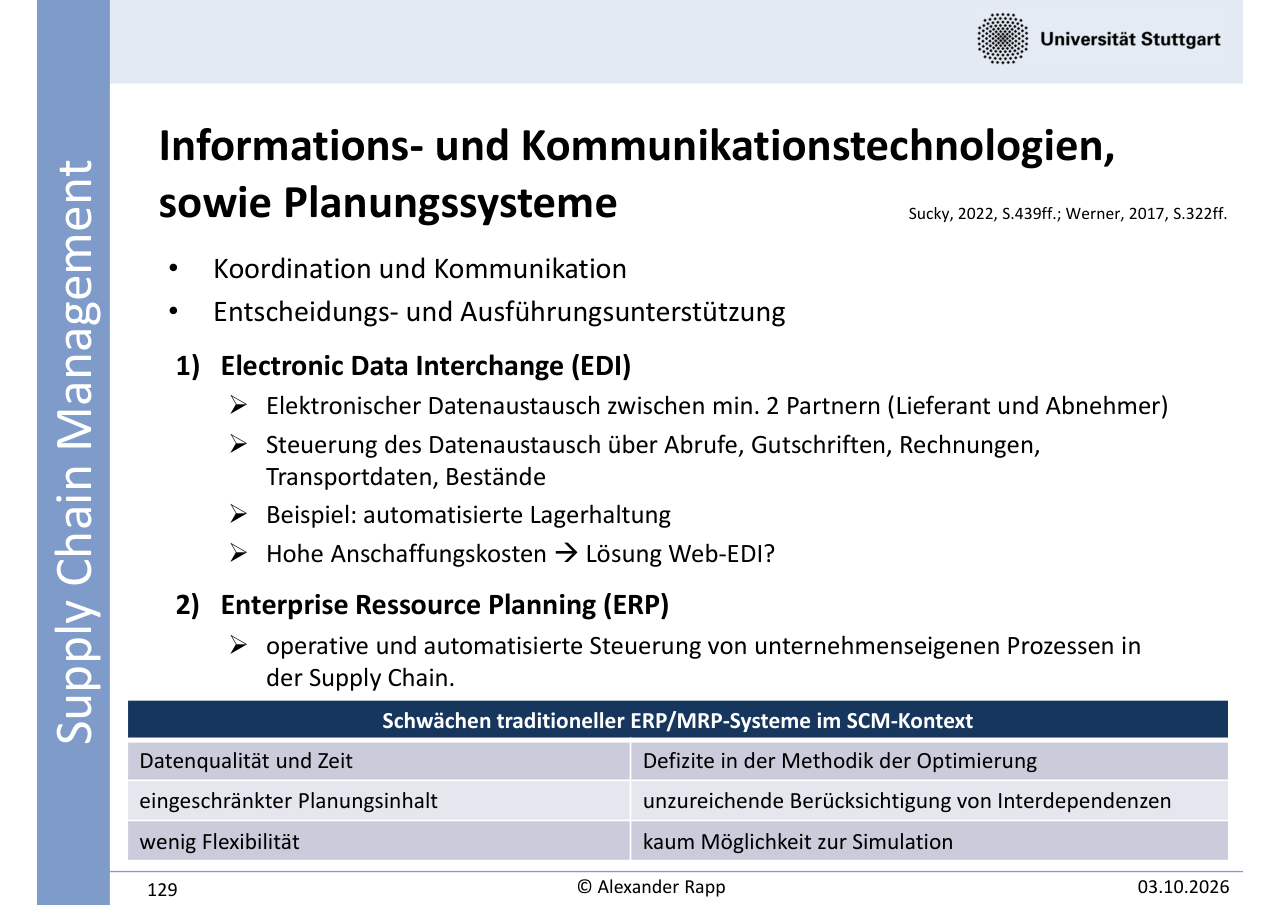 Universität Stuttgart
Supply Chain Management
Informations- und Kommunikationstechnologien,
sowie Planungssysteme
Sucky, 2022, S.439ff.; Werner, 2017, S.322ff.
• Koordination und Kommunikation
• Entscheidungs- und Ausführungsunterstützung
1) Electronic Data Interchange (EDI)
➢ Elektronischer Datenaustausch zwischen min. 2 Partnern (Lieferant und Abnehmer)
➢ Steuerung des Datenaustausch über Abrufe, Gutschriften, Rechnungen,
Transportdaten, Bestände
➢ Beispiel: automatisierte Lagerhaltung
➢ Hohe Anschaffungskosten → Lösung Web-EDI?
2) Enterprise Ressource Planning (ERP)
➢ operative und automatisierte Steuerung von unternehmenseigenen Prozessen in
der Supply Chain.
Schwächen traditioneller ERP/MRP-Systeme im SCM-Kontext
Datenqualität und Zeit Defizite in der Methodik der Optimierung
eingeschränkter Planungsinhalt unzureichende Berücksichtigung von Interdependenzen
wenig Flexibilität kaum Möglichkeit zur Simulation
129 © Alexander Rapp 03.10.2026